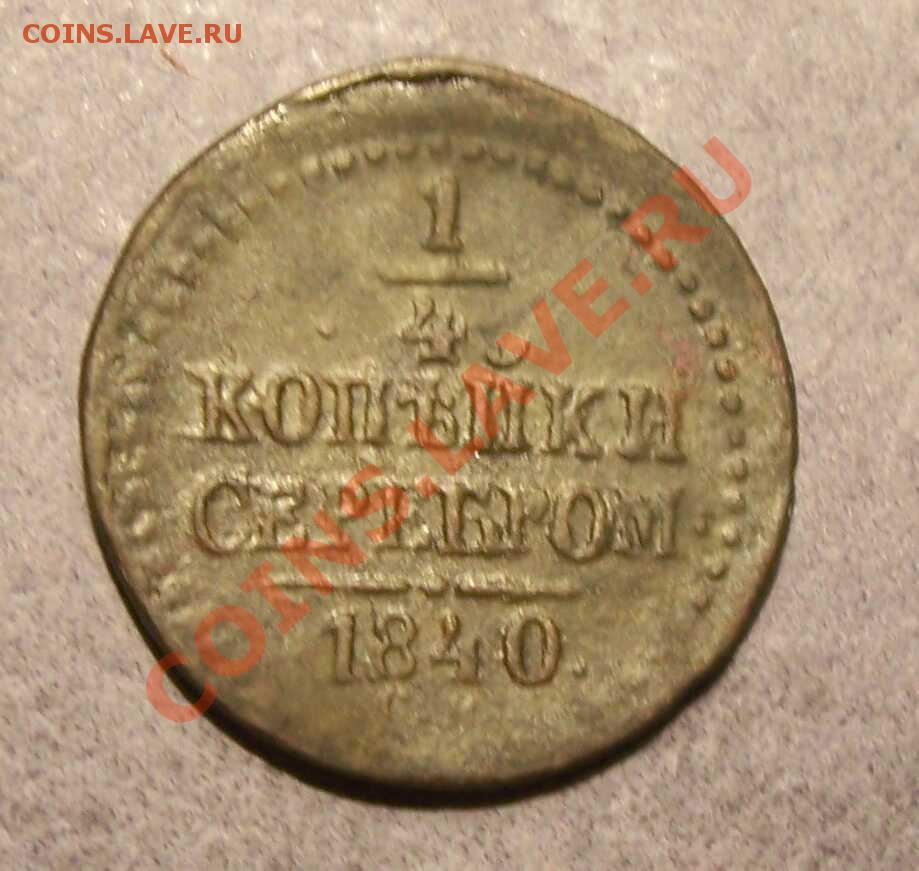 COINS.LAVE.RU
1
4
КОПѢЙКИ
СЕРЕБРОМ
1840.
COINS.LAVE.RU